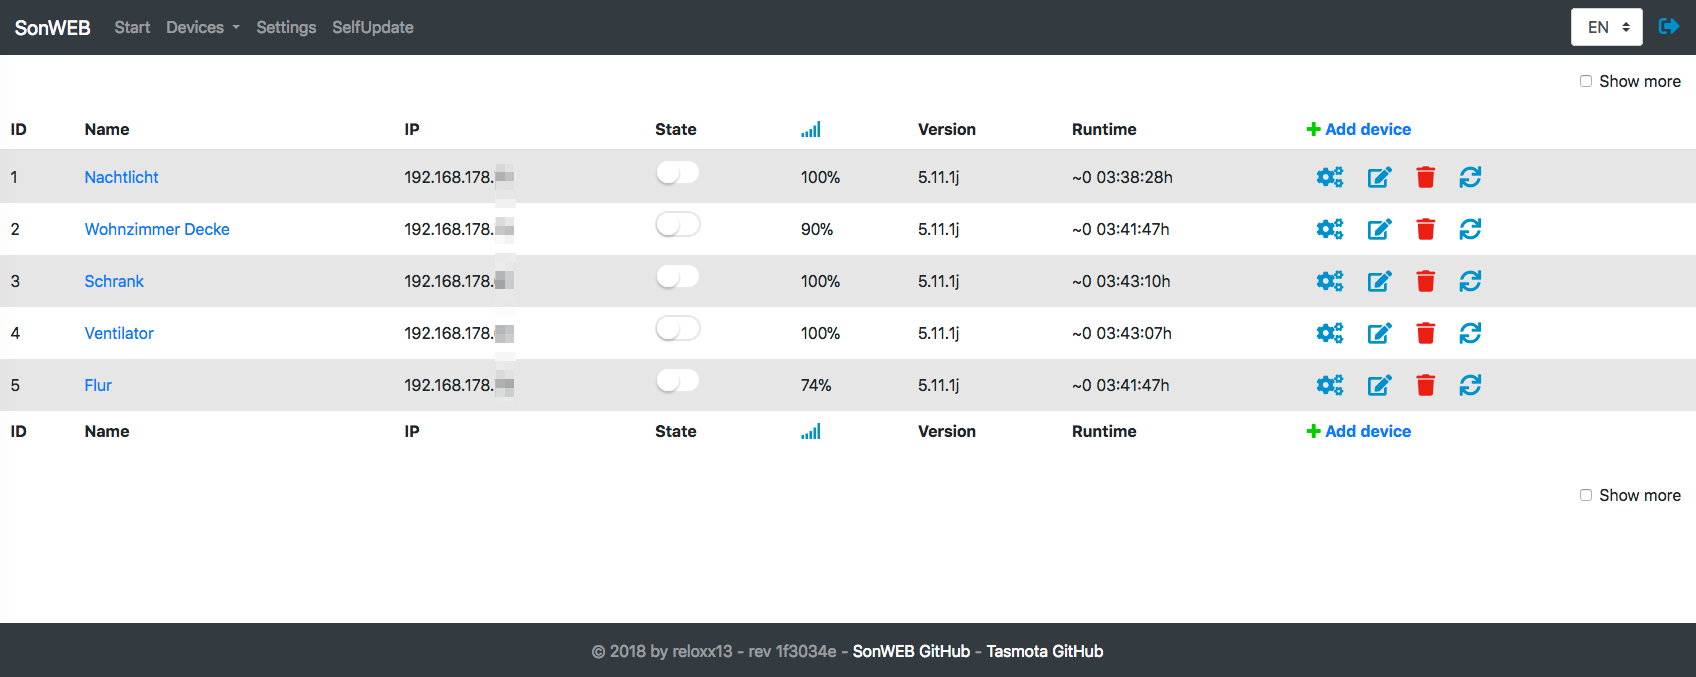 SonWEB Start Devices Settings SelfUpdate EN
Show more
ID Name IP State Version Runtime Add device
1 Nachtlicht 192.168.178. 100% 5.11.1j ~0 03:38:28h
2 Wohnzimmer Decke 192.168.178. 90% 5.11.1j ~0 03:41:47h
3 Schrank 192.168.178. 100% 5.11.1j ~0 03:43:10h
4 Ventilator 192.168.178. 100% 5.11.1j ~0 03:43:07h
5 Flur 192.168.178. 74% 5.11.1j ~0 03:41:47h
ID Name IP State Version Runtime Add device
Show more
© 2018 by reloxx13 - rev 1f3034e - SonWEB GitHub - Tasmota GitHub